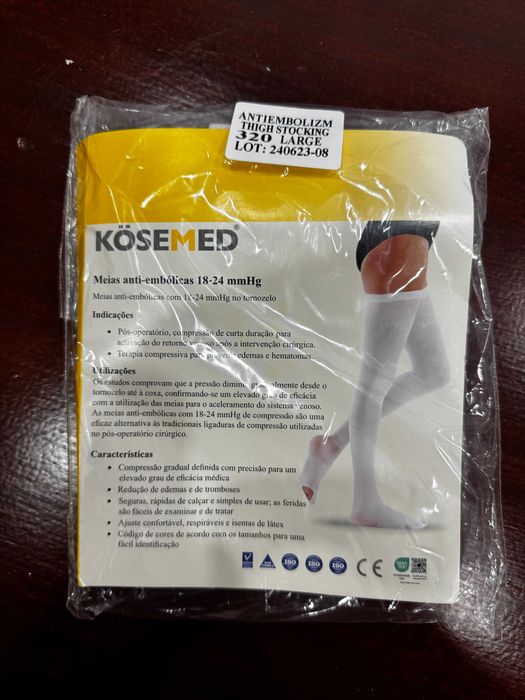 ANTIEMBOLIZM
THIGH STOCKING
320 LARGE
LOT: 240623-08
KÖSEMED®
Meias anti-embólicas 18-24 mmHg
Meias anti-embólicas com 18-24 mmHg no tornozelo
Indicações
• Pós-operatório, compressão de curta duração para
activação do retorno venoso após a intervenção cirúrgica.
• Terapia compressiva para prevenir edemas e hematomas.
Utilizações
Os estudos comprovam que a pressão diminui gradualmente desde o
tornozelo até à coxa, confirmando-se um elevado grau de eficácia
com a utilização das meias para o aceleramento do sistema venoso.
As meias anti-embólicas com 18-24 mmHg de compressão são uma
eficaz alternativa às tradicionais ligaduras de compressão utilizadas
no pós-operatório cirúrgico.
Características
• Compressão gradual definida com precisão para um
elevado grau de eficácia médica
• Redução de edemas e de tromboses
• Seguras, rápidas de calçar e simples de usar; as feridas
são fáceis de examinar e de tratar
• Ajuste confortável, respiráveis e isentas de látex
• Código de cores de acordo com os tamanhos para uma
fácil identificação
ISO ISO ISO CE